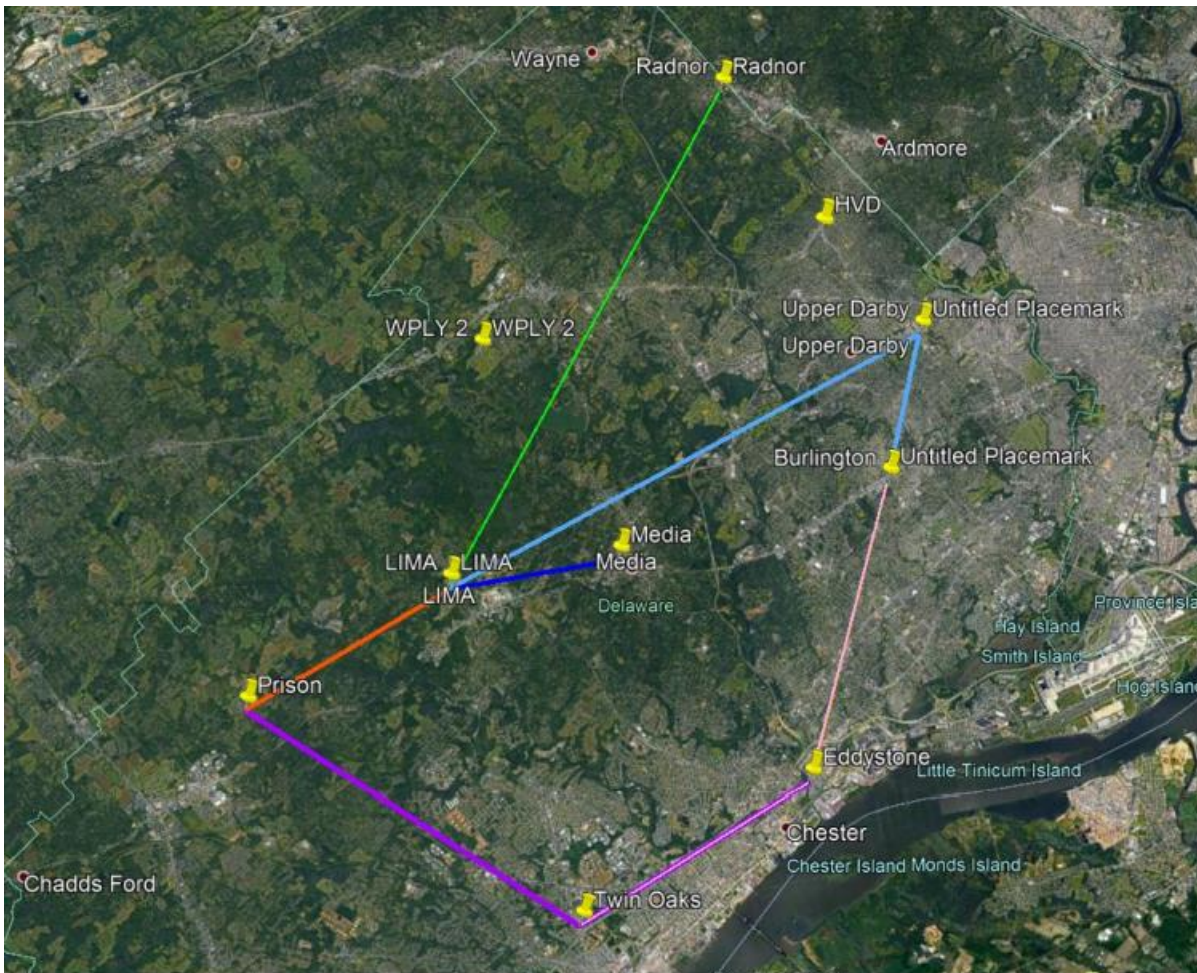 Wayne
Radnor Radnor
Ardmore
HVD
Upper Darby Untitled Placemark
WPLY 2 WPLY 2
Upper Darby
Burlington Untitled Placemark
Media
LIMA LIMA
Media
LIMA
Delaware
Province Isla
Hay Island
Smith Island
Prison
Hog Island
Eddystone
Little Tinicum Island
Chester
Chester Island Monds Island
Chadds Ford
Twin Oaks